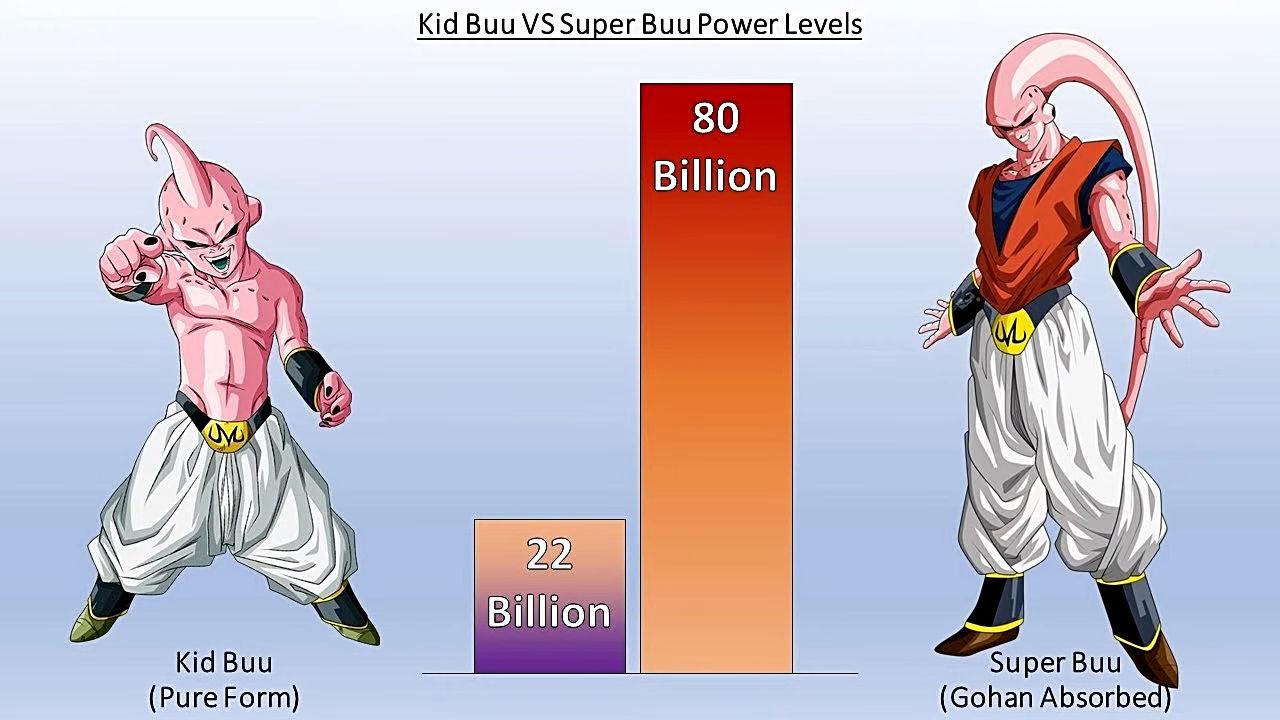 Kid Buu VS Super Buu Power Levels
80
Billion
22
Billion
Kid Buu
(Pure Form)
Super Buu
(Gohan Absorbed)